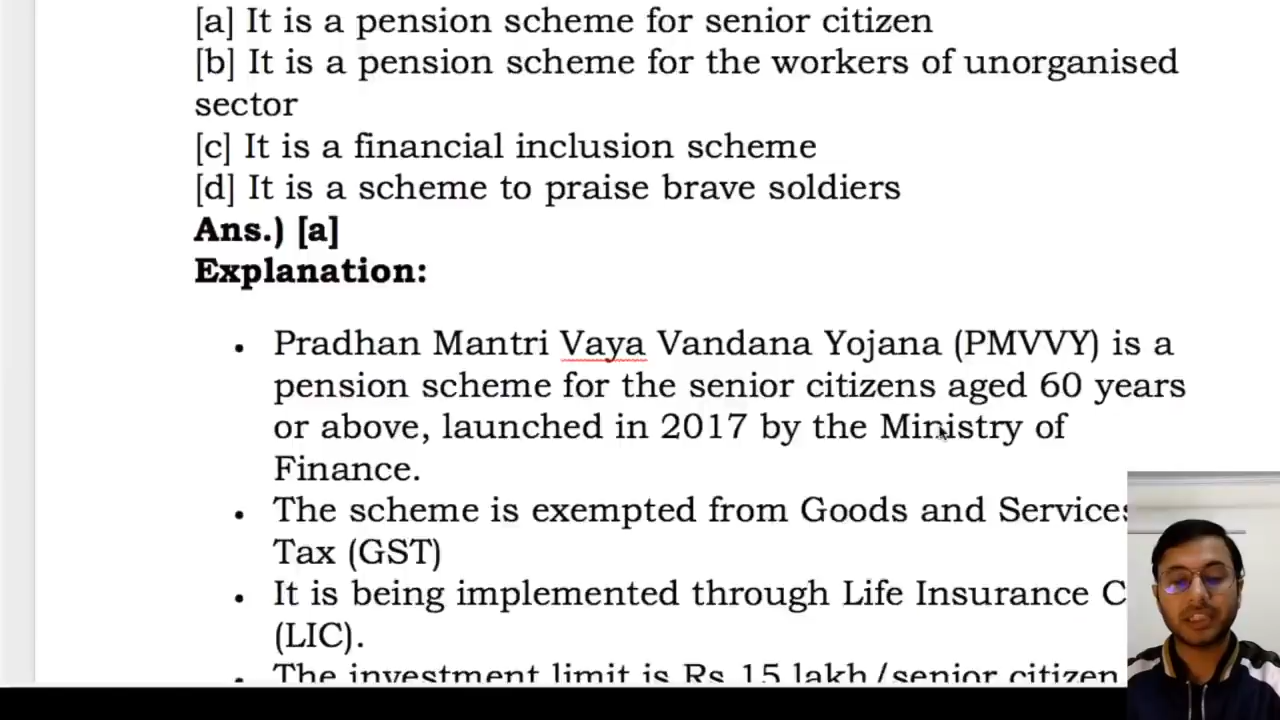 [a] It is a pension scheme for senior citizen
[b] It is a pension scheme for the workers of unorganised
sector
[c] It is a financial inclusion scheme
[d] It is a scheme to praise brave soldiers
Ans.) [a]
Explanation:
• Pradhan Mantri Vaya Vandana Yojana (PMVVY) is a
pension scheme for the senior citizens aged 60 years
or above, launched in 2017 by the Ministry of
Finance.
• The scheme is exempted from Goods and Services
Tax (GST)
• It is being implemented through Life Insurance C
(LIC).
• The investment limit is Rs 15 lakh/senior citizen